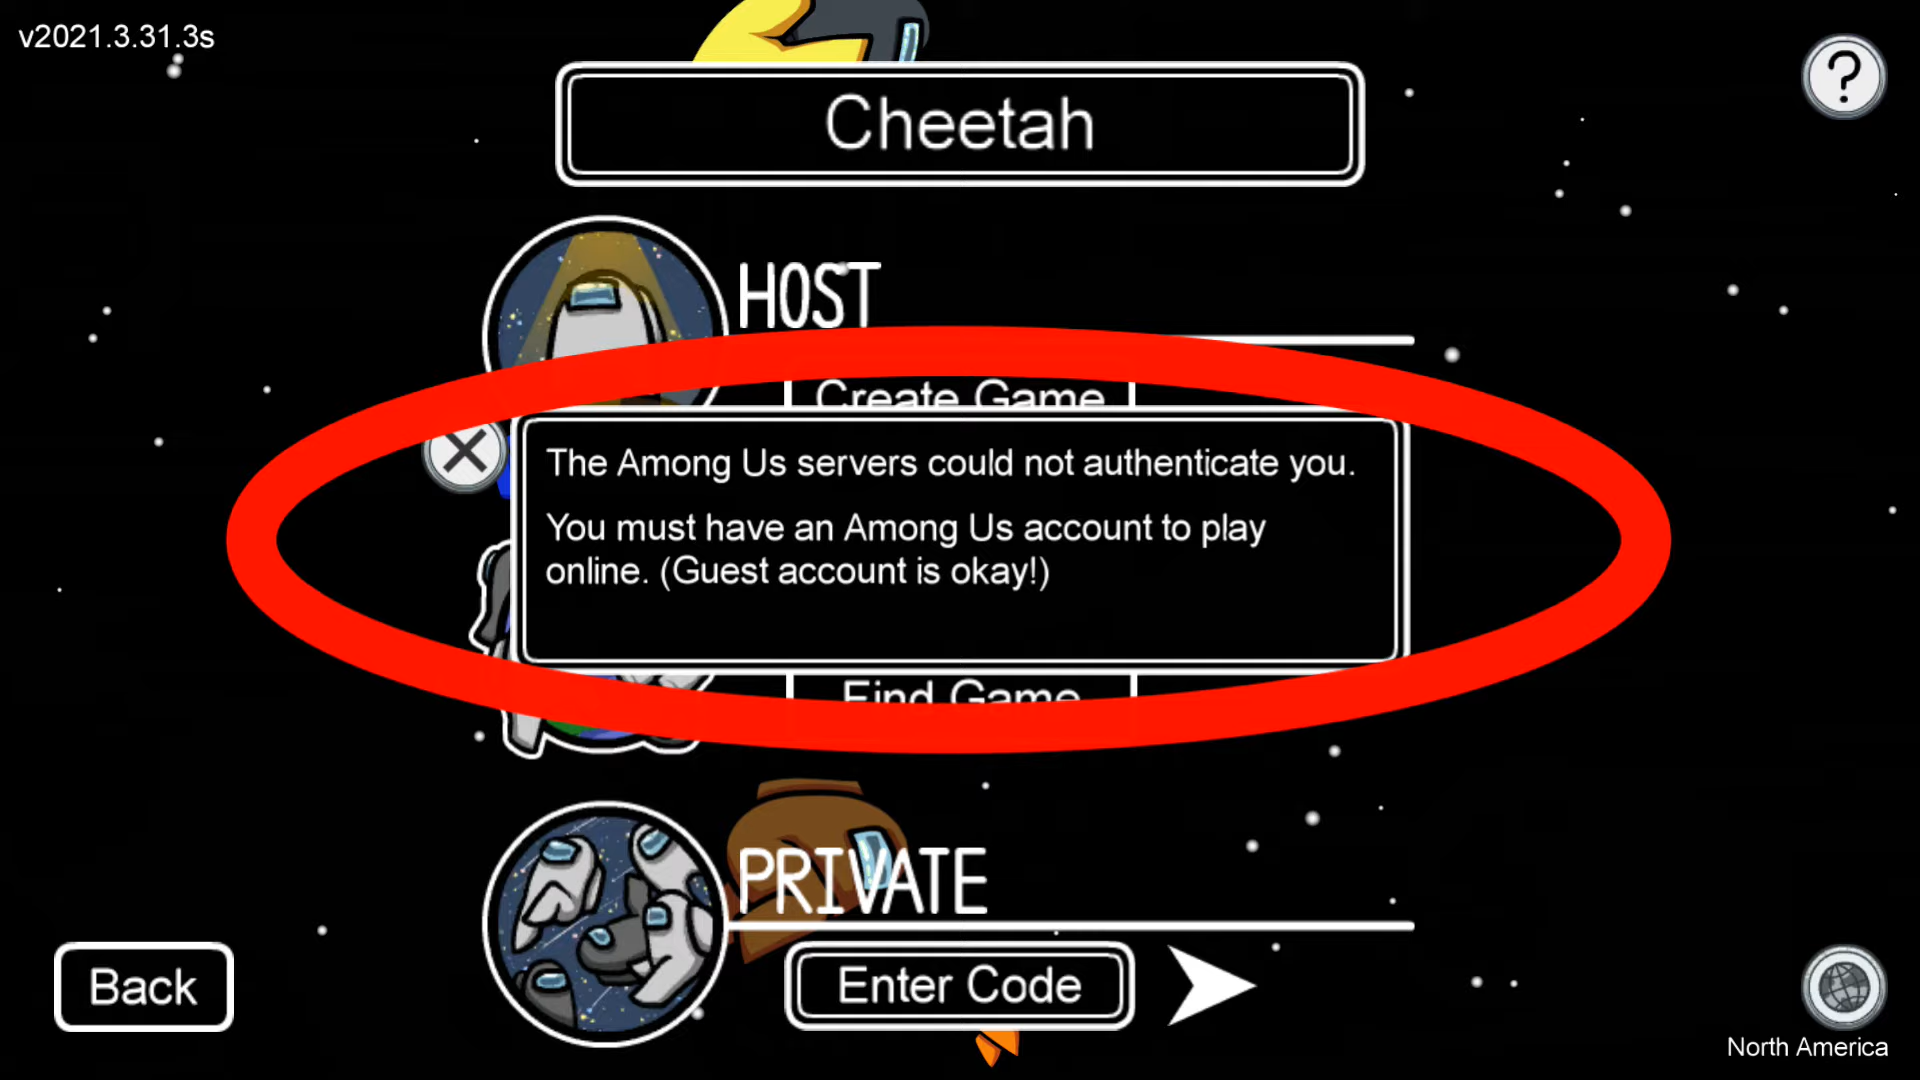 v2021.3.31.3s
?
Cheetah
HOST
Create Game
The Among Us servers could not authenticate you.
You must have an Among Us account to play
online. (Guest account is okay!)
Find Game
PRIVATE
Back
Enter Code
North America